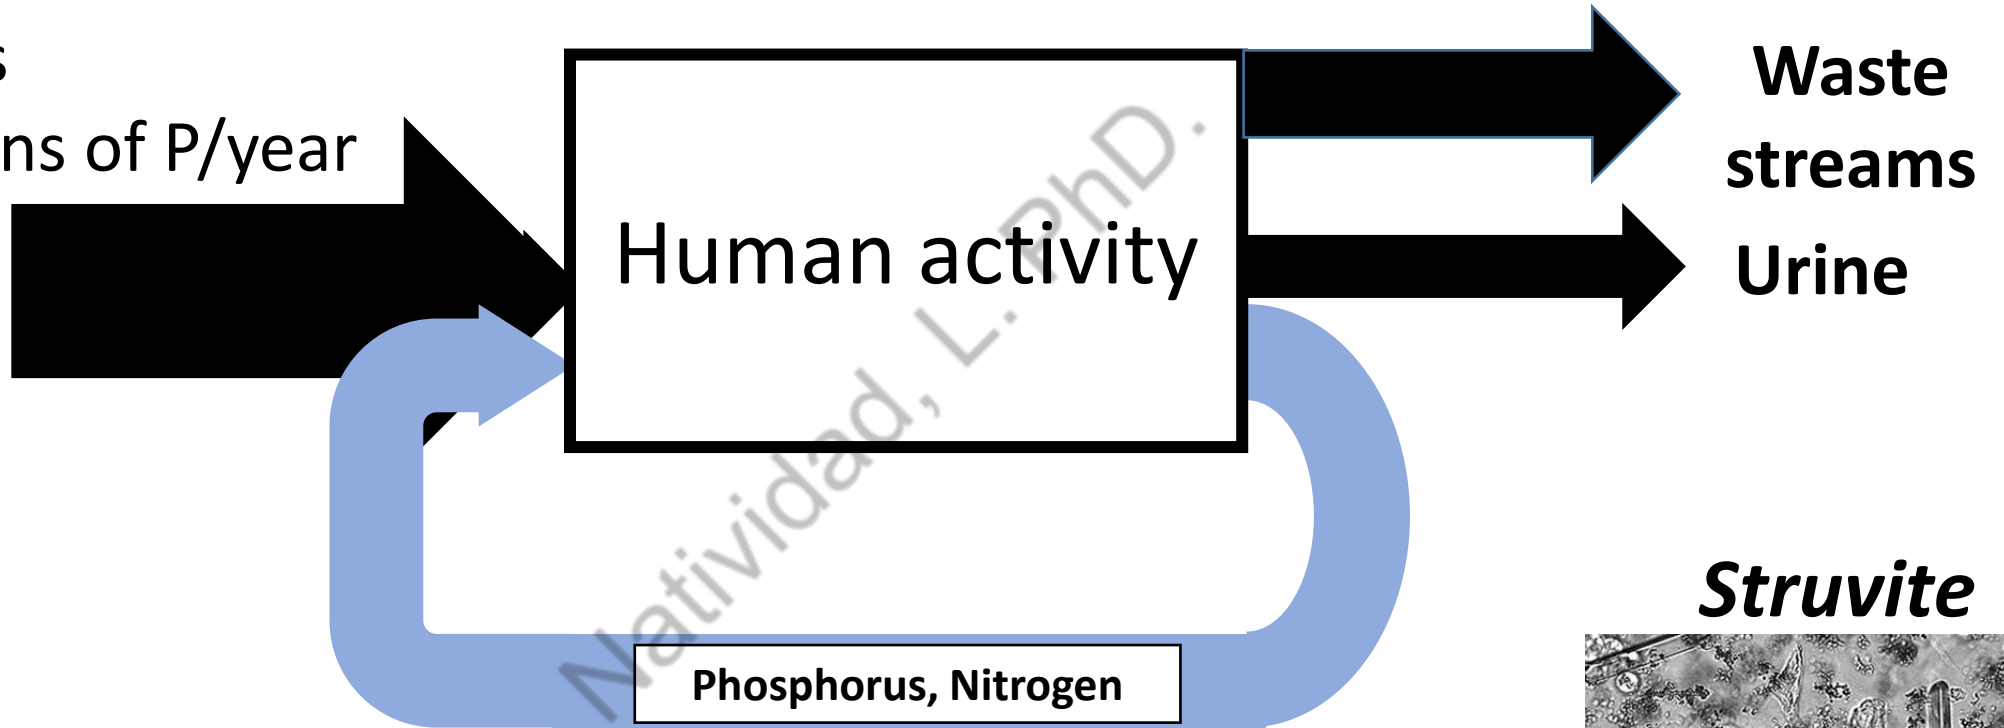 s
ns of P/year
Waste
streams
Human activity
Urine
Struvite
Phosphorus, Nitrogen
Natividad, L. PhD.